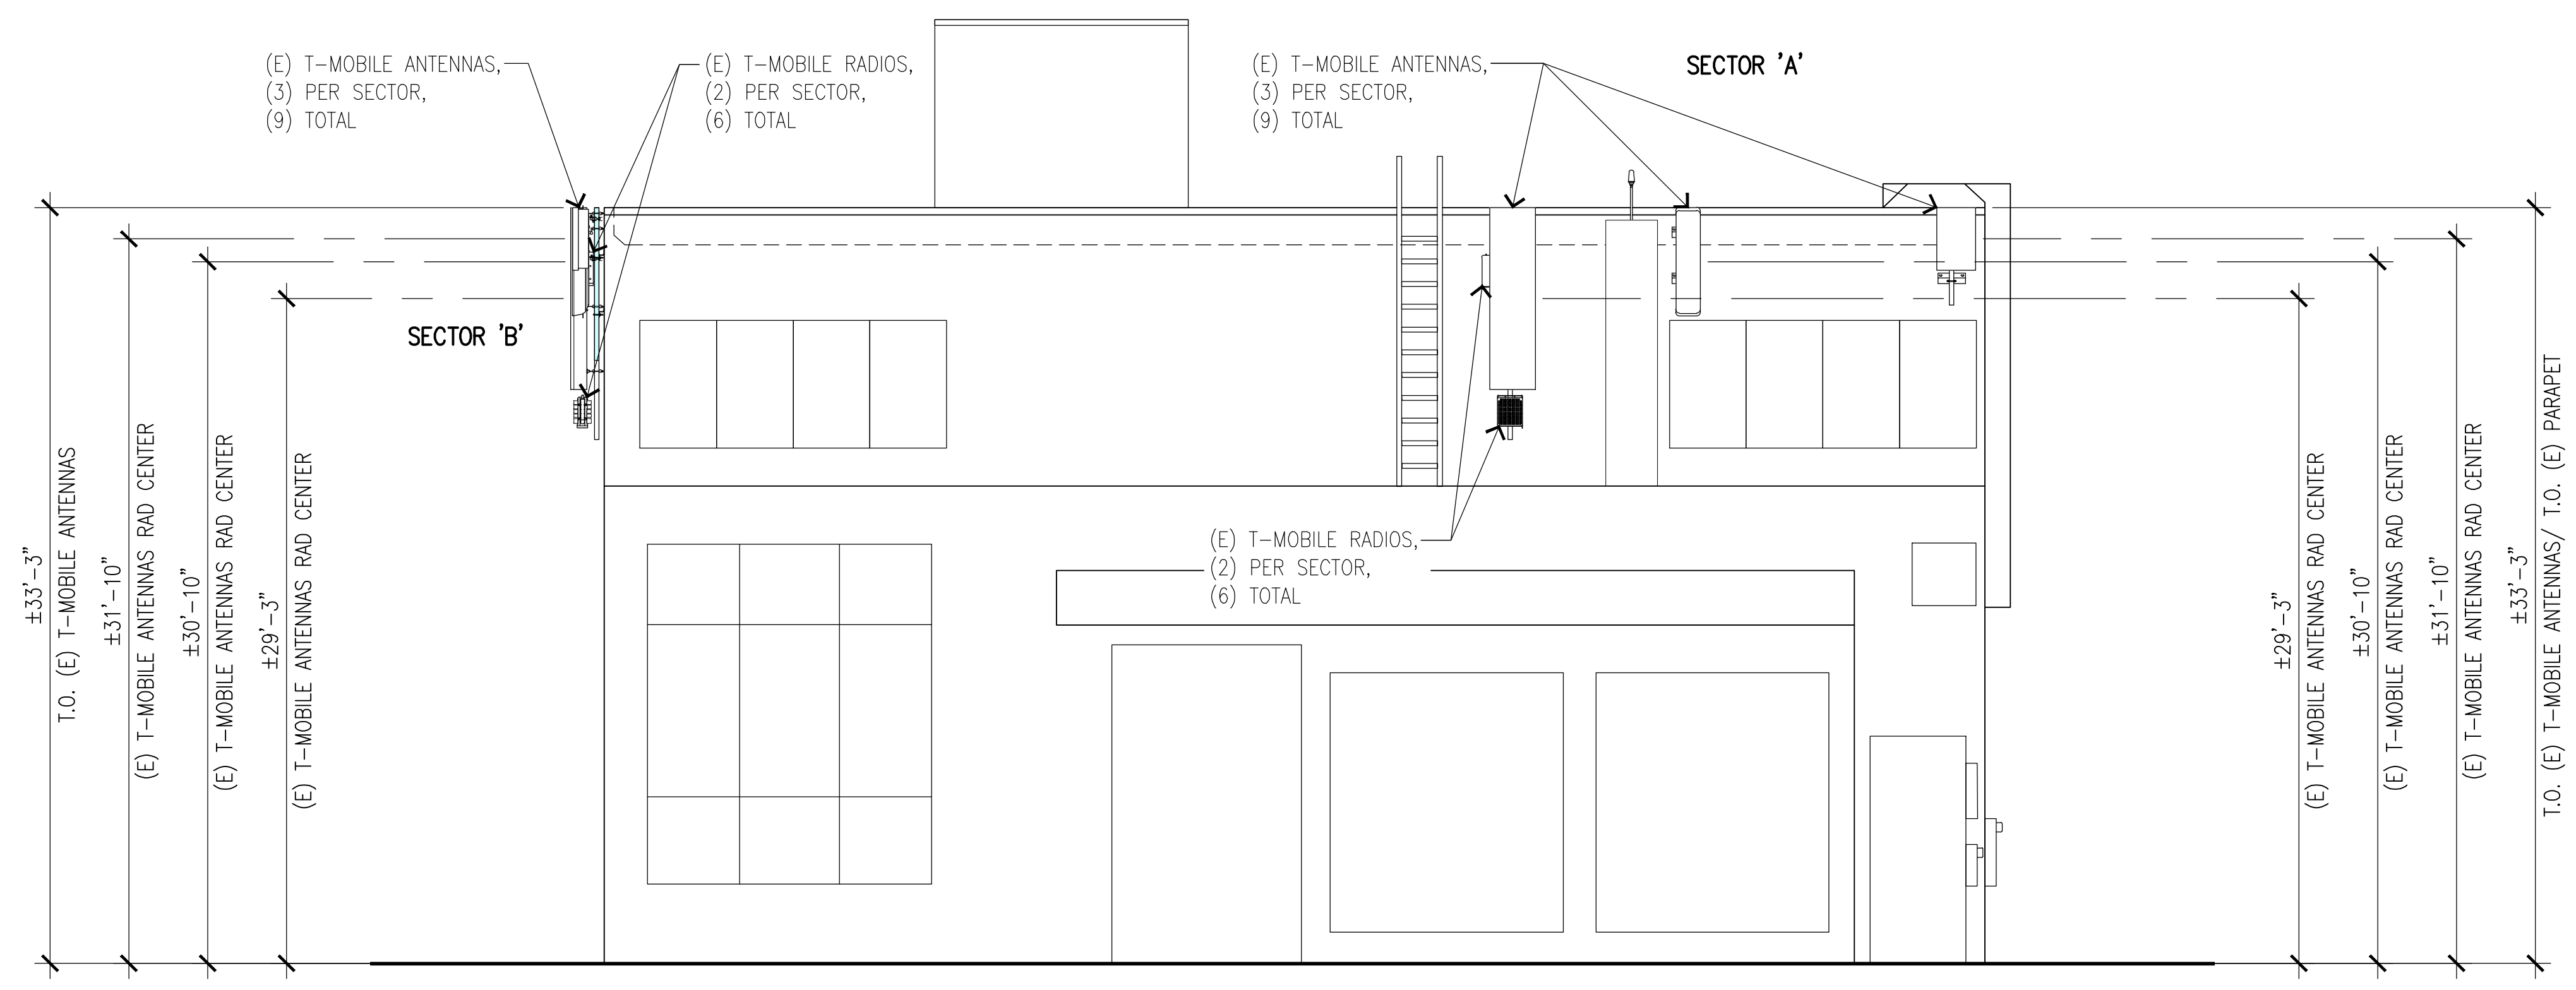 (E) T-MOBILE ANTENNAS,
(3) PER SECTOR,
(9) TOTAL
(E) T-MOBILE RADIOS,
(2) PER SECTOR,
(6) TOTAL
(E) T-MOBILE ANTENNAS,
(3) PER SECTOR,
(9) TOTAL
SECTOR 'A'
SECTOR 'B'
(E) T-MOBILE RADIOS,
(2) PER SECTOR,
(6) TOTAL
±33'-3"
T.O. (E) T-MOBILE ANTENNAS
±31'-10"
(E) T-MOBILE ANTENNAS RAD CENTER
±30'-10"
(E) T-MOBILE ANTENNAS RAD CENTER
±29'-3"
(E) T-MOBILE ANTENNAS RAD CENTER
±29'-3"
(E) T-MOBILE ANTENNAS RAD CENTER
±30'-10"
(E) T-MOBILE ANTENNAS RAD CENTER
±31'-10"
(E) T-MOBILE ANTENNAS RAD CENTER
±33'-3"
T.O. (E) T-MOBILE ANTENNAS/ T.O. (E) PARAPET